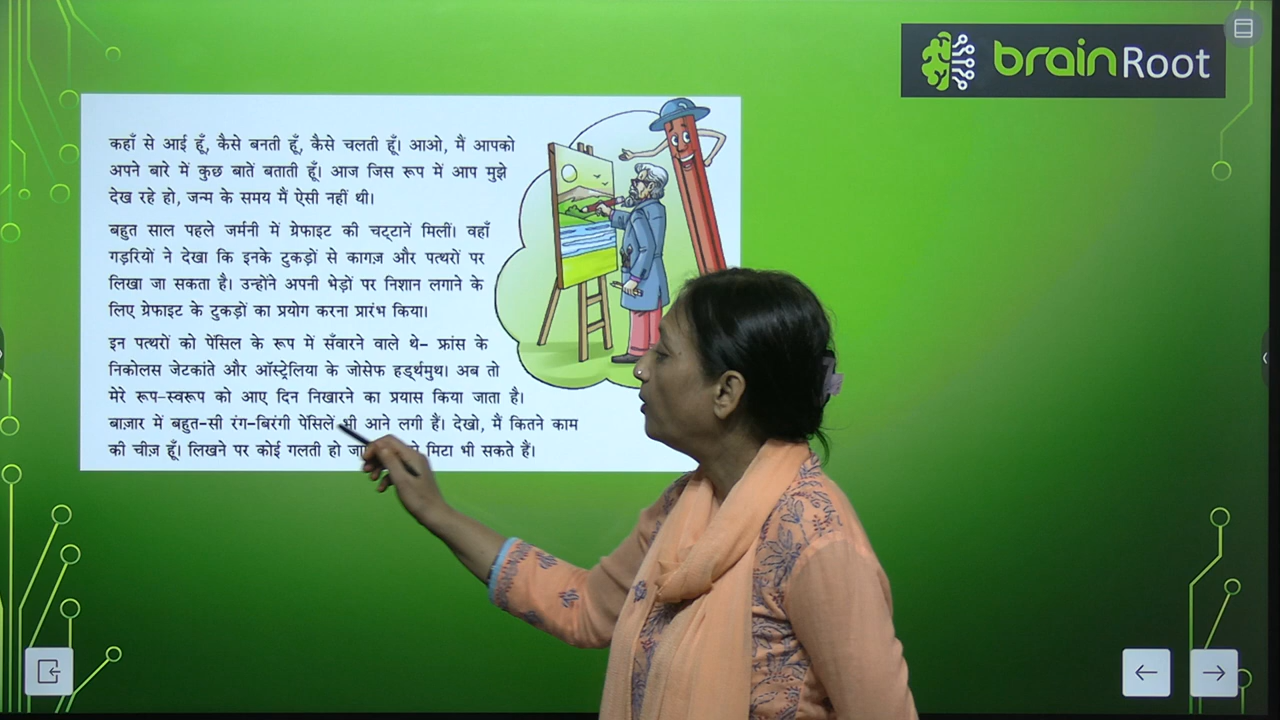 brainRoot
कहाँ से आई हूँ, कैसे बनती हूँ, कैसे चलती हूँ। आओ, मैं आपको
अपने बारे में कुछ बातें बताती हूँ। आज जिस रूप में आप मुझे
देख रहे हो, जन्म के समय मैं ऐसी नहीं थी।
बहुत साल पहले जर्मनी में ग्रेफाइट की चट्टानें मिलीं। वहाँ
गड़रियों ने देखा कि इनके टुकड़ों से कागज़ और पत्थरों पर
लिखा जा सकता है। उन्होंने अपनी भेड़ों पर निशान लगाने के
लिए ग्रेफाइट के टुकड़ों का प्रयोग करना प्रारंभ किया।
इन पत्थरों को पेंसिल के रूप में सँवारने वाले थे- फ्रांस के
निकोलस जेटकांते और ऑस्ट्रेलिया के जोसेफ हर्ड्थमुथ। अब तो
मेरे रूप-स्वरूप को आए दिन निखारने का प्रयास किया जाता है।
बाज़ार में बहुत-सी रंग-बिरंगी पेंसिलें भी आने लगी हैं। देखो, मैं कितने काम
की चीज़ हूँ। लिखने पर कोई गलती हो मिटा भी सकते हैं।